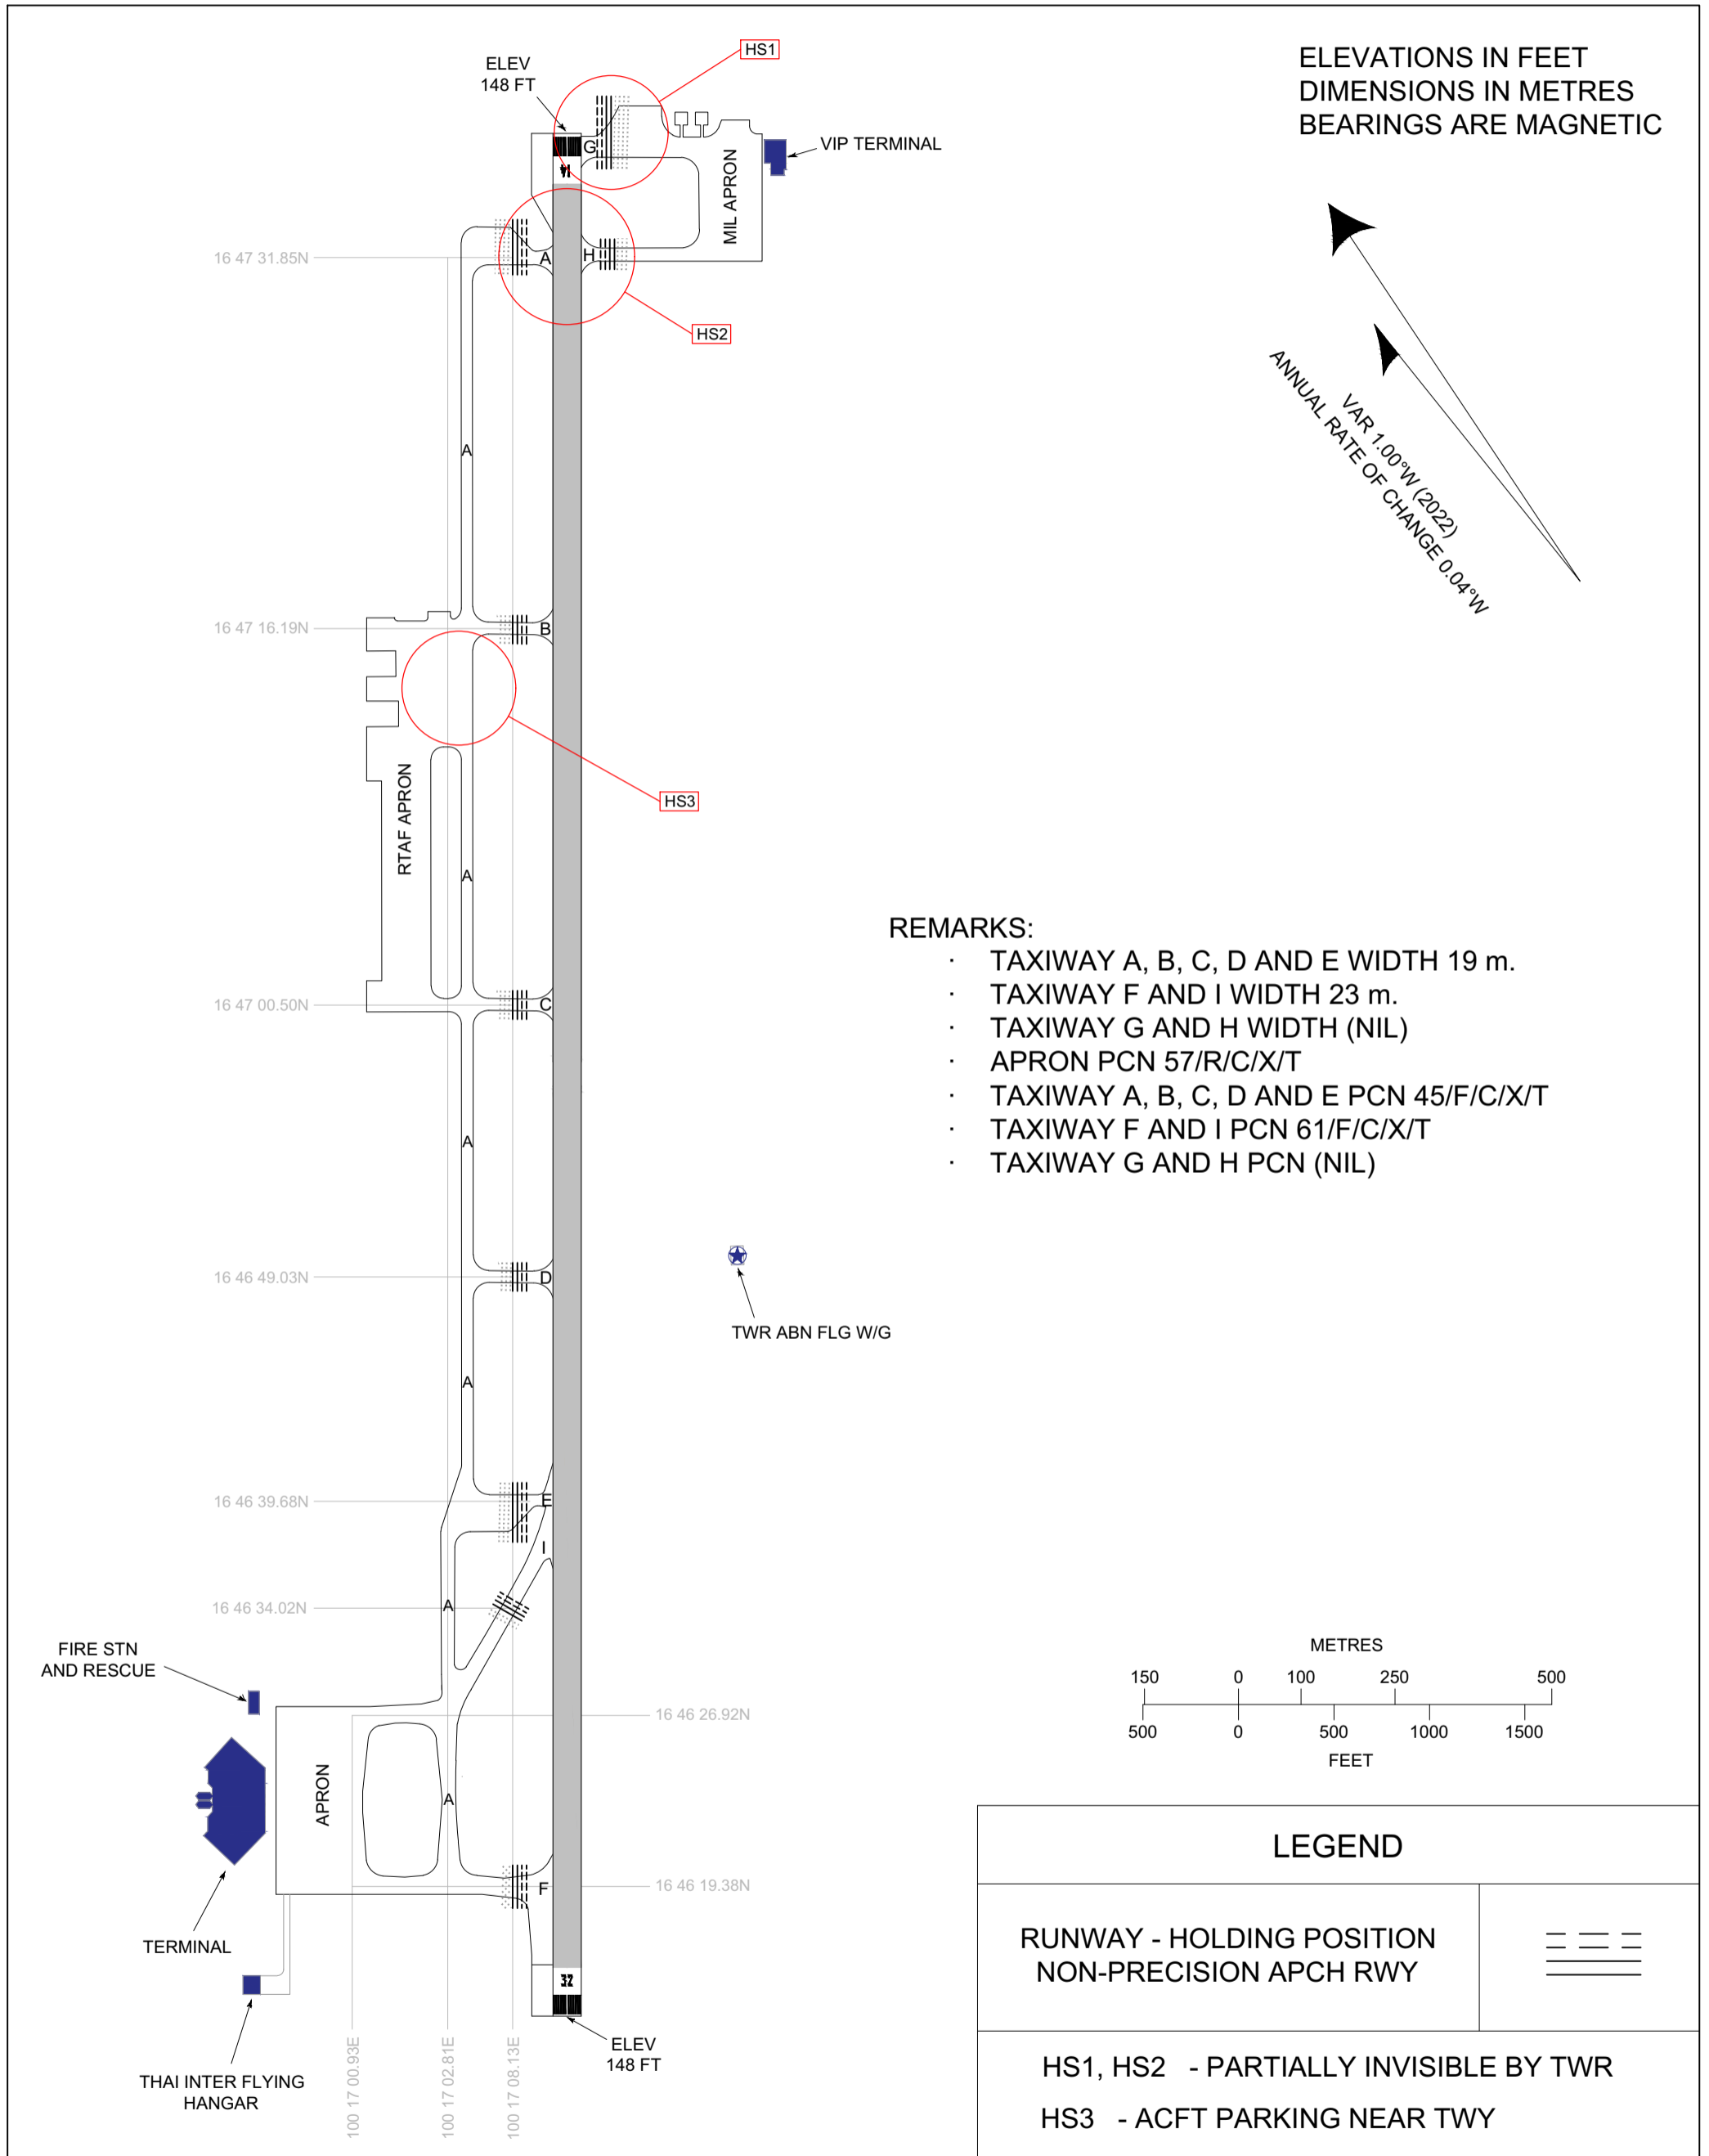 HS1
ELEV
148 FT
ELEVATIONS IN FEET
DIMENSIONS IN METRES
BEARINGS ARE MAGNETIC
G
VIP TERMINAL
14
MIL APRON
16 47 31.85N
A
H
HS2
VAR 1.00°W (2022)
ANNUAL RATE OF CHANGE 0.04°W
A
16 47 16.19N
B
HS3
RTAF APRON
A
REMARKS:
· TAXIWAY A, B, C, D AND E WIDTH 19 m.
· TAXIWAY F AND I WIDTH 23 m.
· TAXIWAY G AND H WIDTH (NIL)
· APRON PCN 57/R/C/X/T
· TAXIWAY A, B, C, D AND E PCN 45/F/C/X/T
· TAXIWAY F AND I PCN 61/F/C/X/T
· TAXIWAY G AND H PCN (NIL)
16 47 00.50N
C
A
16 46 49.03N
D
TWR ABN FLG W/G
A
16 46 39.68N
E
I
16 46 34.02N
A
FIRE STN
AND RESCUE
16 46 26.92N
METRES
150 0 100 250 500
500 0 500 1000 1500
FEET
APRON
A
F
16 46 19.38N
TERMINAL
32
ELEV
148 FT
THAI INTER FLYING
HANGAR
100 17 00.93E
100 17 02.81E
100 17 08.13E
LEGEND
RUNWAY - HOLDING POSITION
NON-PRECISION APCH RWY
HS1, HS2 - PARTIALLY INVISIBLE BY TWR
HS3 - ACFT PARKING NEAR TWY